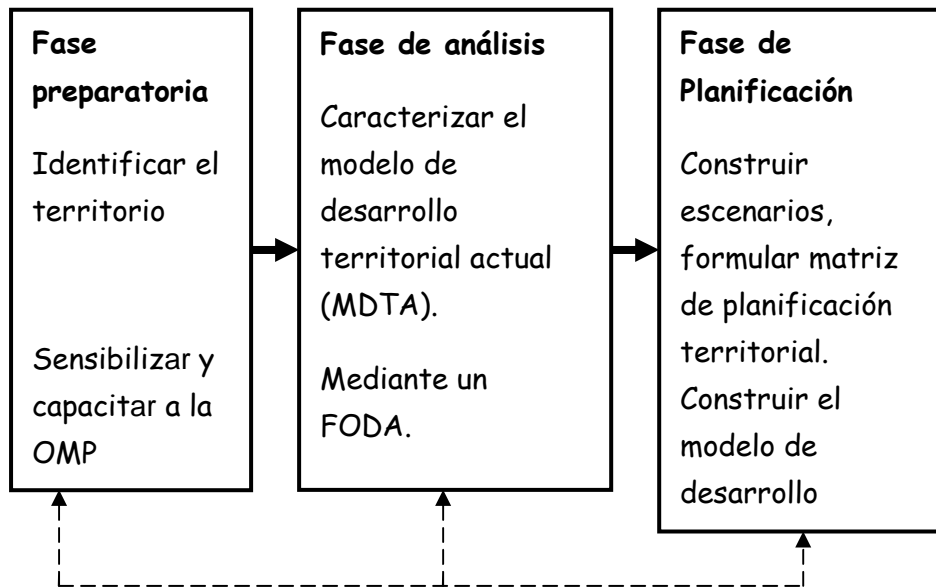 Fase
preparatoria
Identificar el
territorio
Sensibilizar y
capacitar a la
OMP
Fase de análisis
Caracterizar el
modelo de
desarrollo
territorial actual
(MDTA).
Mediante un
FODA.
Fase de
Planificación
Construir
escenarios,
formular matriz
de planificación
territorial.
Construir el
modelo de
desarrollo